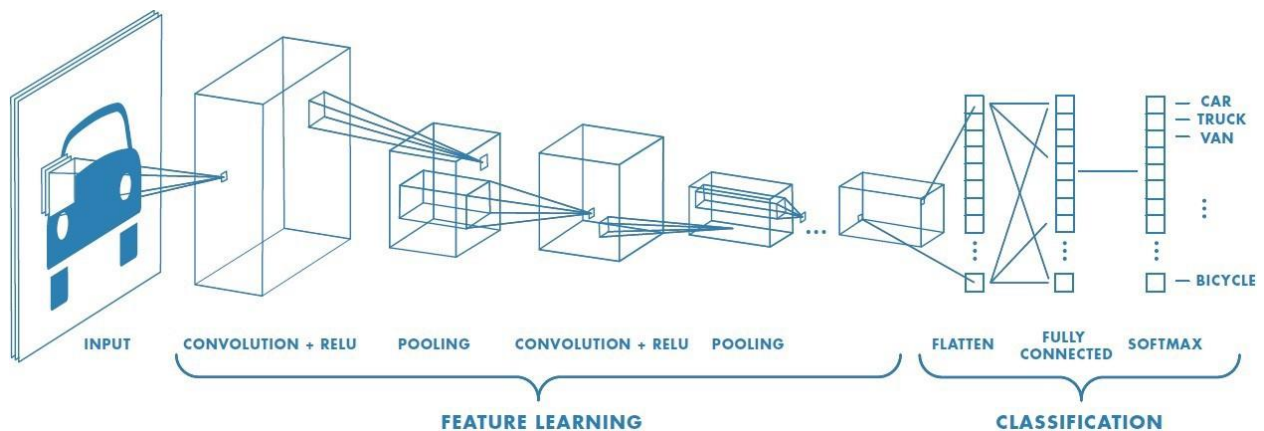 CAR
TRUCK
VAN
BICYCLE
INPUT
CONVOLUTION + RELU
POOLING
CONVOLUTION + RELU
POOLING
FLATTEN
FULLY
CONNECTED
SOFTMAX
FEATURE LEARNING
CLASSIFICATION